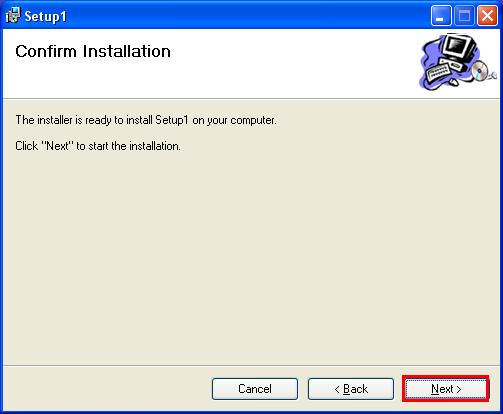 Setup1
Confirm Installation
The installer is ready to install Setup1 on your computer.
Click "Next" to start the installation.
Cancel
< Back
Next >